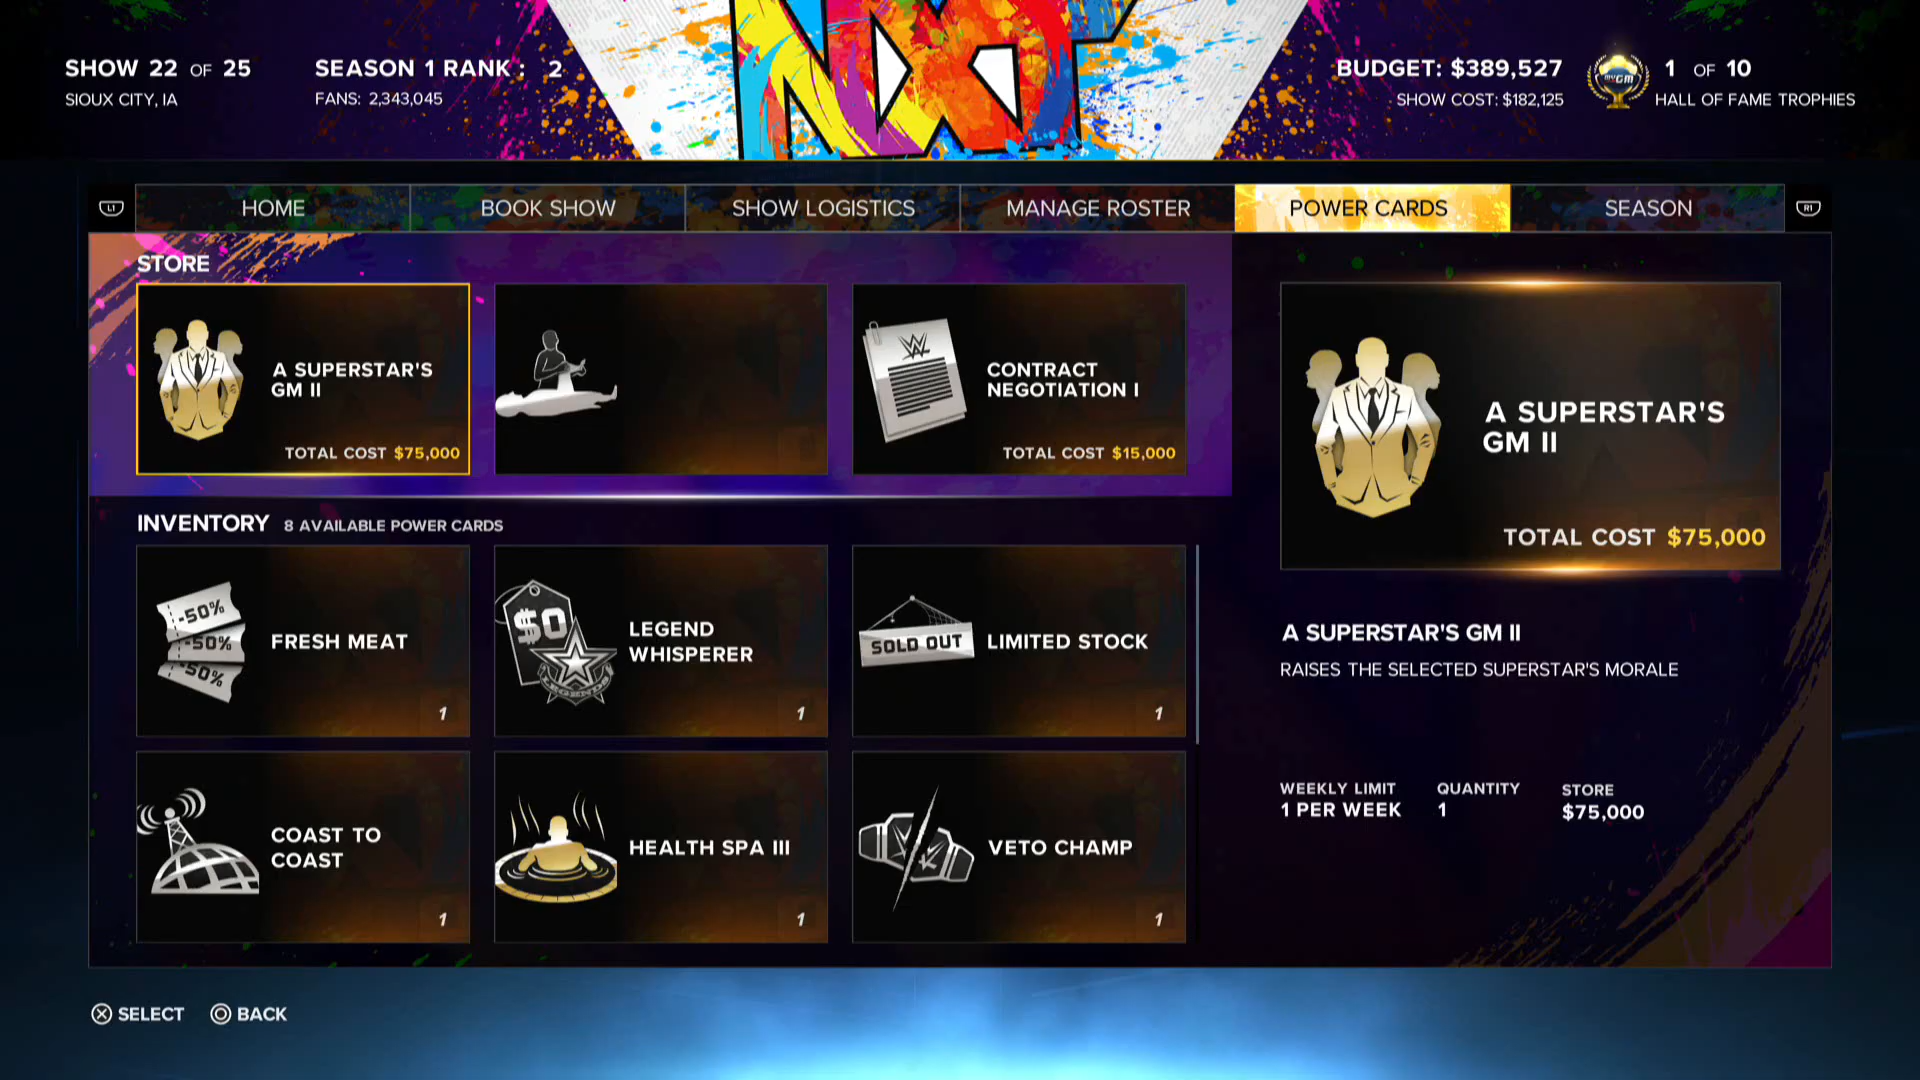 SHOW 22 OF 25
SIOUX CITY, IA
SEASON 1 RANK : 2
FANS: 2,343,045
NXT
BUDGET: $389,527
SHOW COST: $182,125
MYGM
1 OF 10
HALL OF FAME TROPHIES
L1
HOME
BOOK SHOW
SHOW LOGISTICS
MANAGE ROSTER
POWER CARDS
SEASON
R1
STORE
A SUPERSTAR'S
GM II
TOTAL COST $75,000
CONTRACT
NEGOTIATION I
TOTAL COST $15,000
INVENTORY 8 AVAILABLE POWER CARDS
-50%
-50%
-50%
FRESH MEAT
1
$0
LEGENDS
LEGEND
WHISPERER
1
SOLD OUT
LIMITED STOCK
1
COAST TO
COAST
1
HEALTH SPA III
1
VETO CHAMP
1
A SUPERSTAR'S
GM II
TOTAL COST $75,000
A SUPERSTAR'S GM II
RAISES THE SELECTED SUPERSTAR'S MORALE
WEEKLY LIMIT
1 PER WEEK
QUANTITY
1
STORE
$75,000
SELECT
BACK